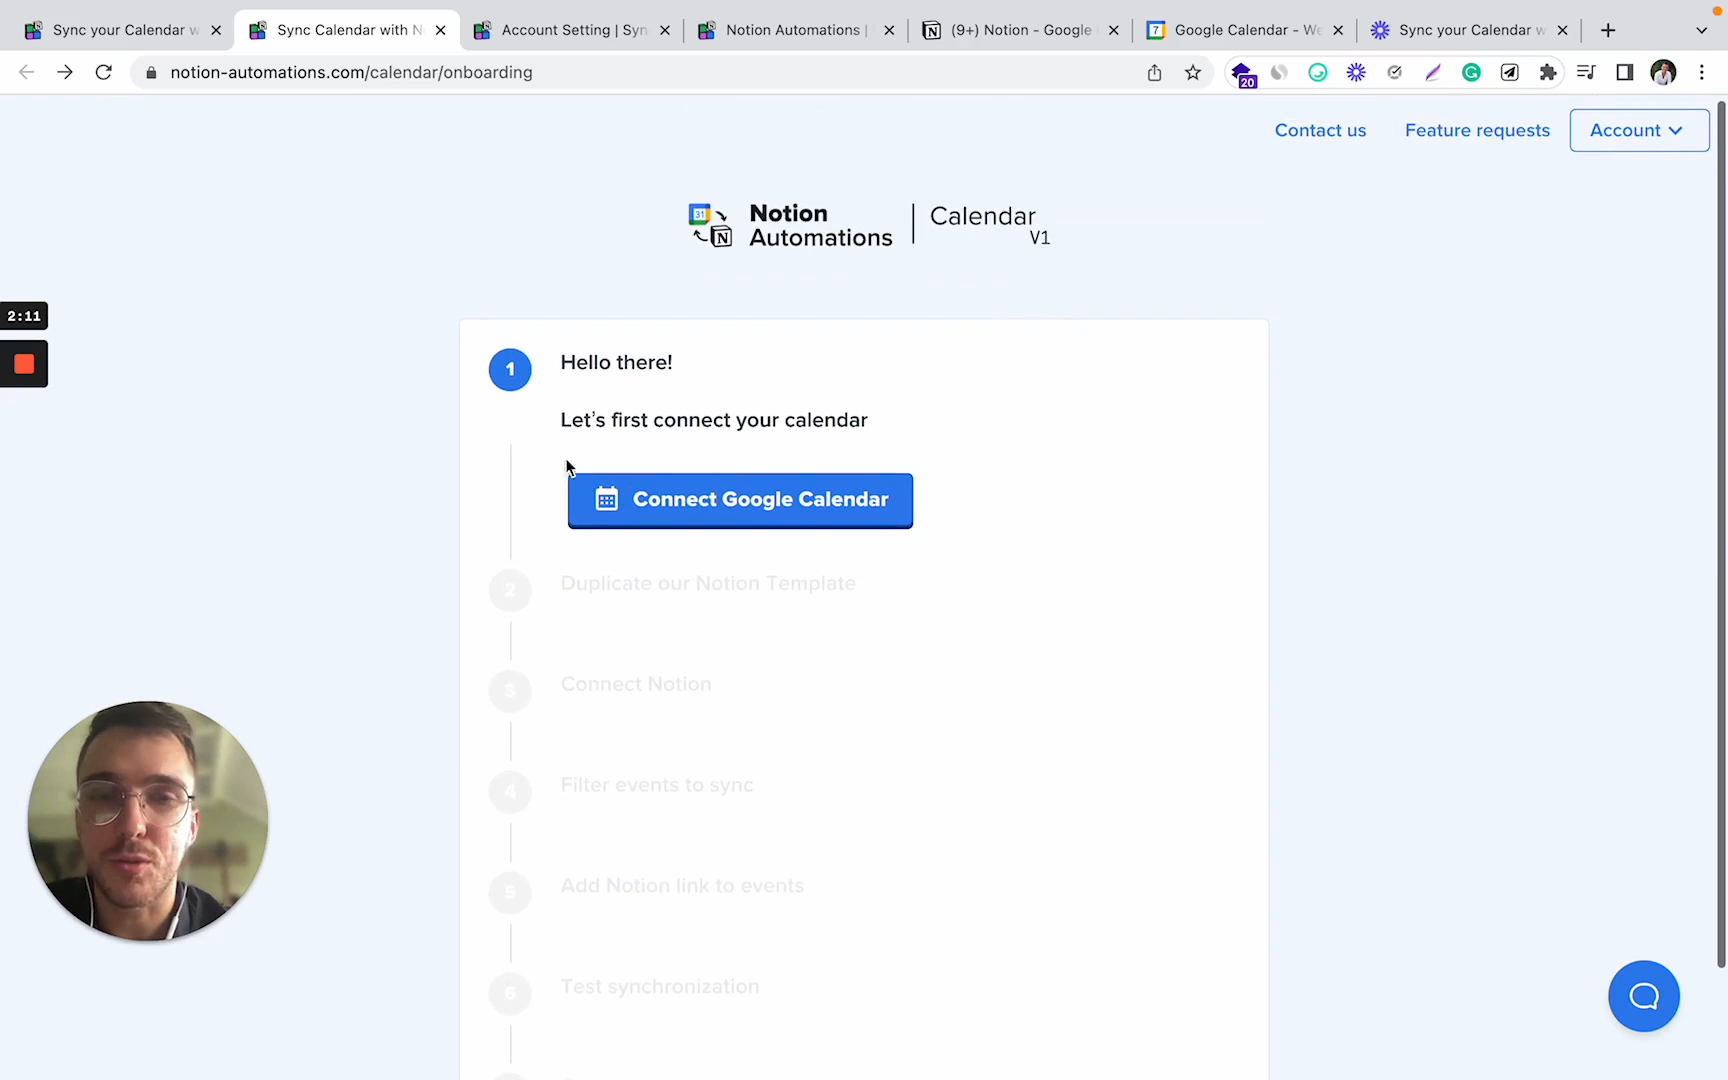 Sync your Calendar w
Sync Calendar with N
Account Setting | Syn
Notion Automations |
(9+) Notion - Google
7
Google Calendar - We
Sync your Calendar w
notion-automations.com/calendar/onboarding
20
Contact us
Feature requests
Account
31
N
Notion
Automations
Calendar
V1
2:11
1
Hello there!
Let's first connect your calendar
Connect Google Calendar
2
Duplicate our Notion Template
3
Connect Notion
4
Filter events to sync
5
Add Notion link to events
6
Test synchronization